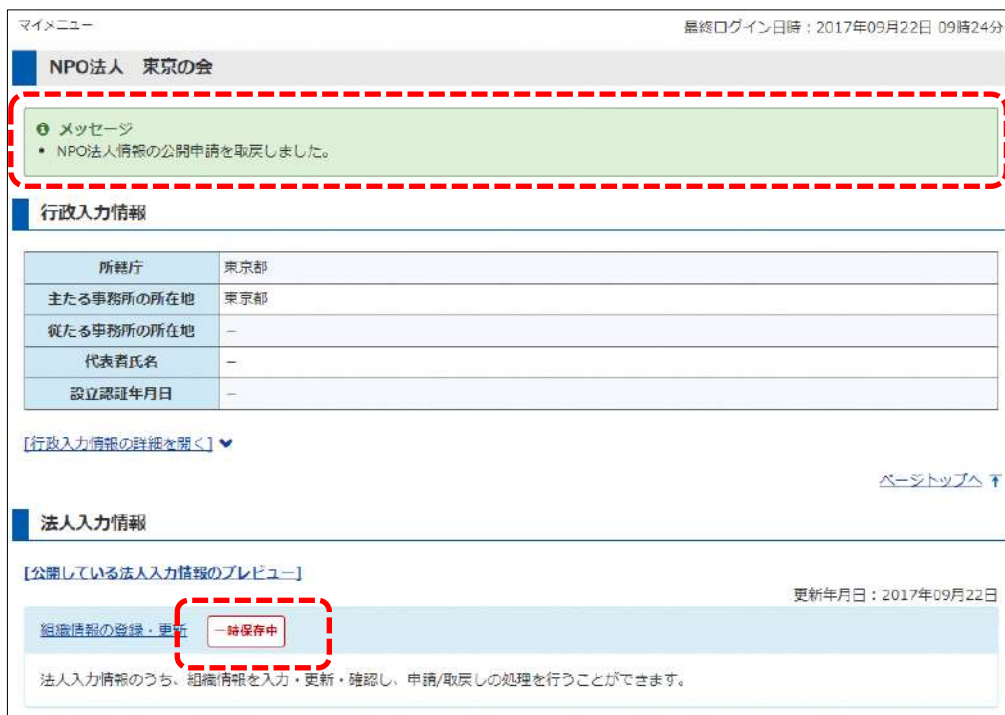 マイメニュー
最終ログイン日時：2017年09月22日 09時24分
NPO法人　東京の会
メッセージ
• NPO法人情報の公開申請を取戻しました。
行政入力情報
所轄庁 東京都
主たる事務所の所在地 東京都
従たる事務所の所在地 －
代表者氏名 －
設立認証年月日 －
[行政入力情報の詳細を開く]
ページトップへ
法人入力情報
[公開している法人入力情報のプレビュー]
更新年月日：2017年09月22日
組織情報の登録・更新 一時保存中
法人入力情報のうち、組織情報を入力・更新・確認し、申請/取戻しの処理を行うことができます。